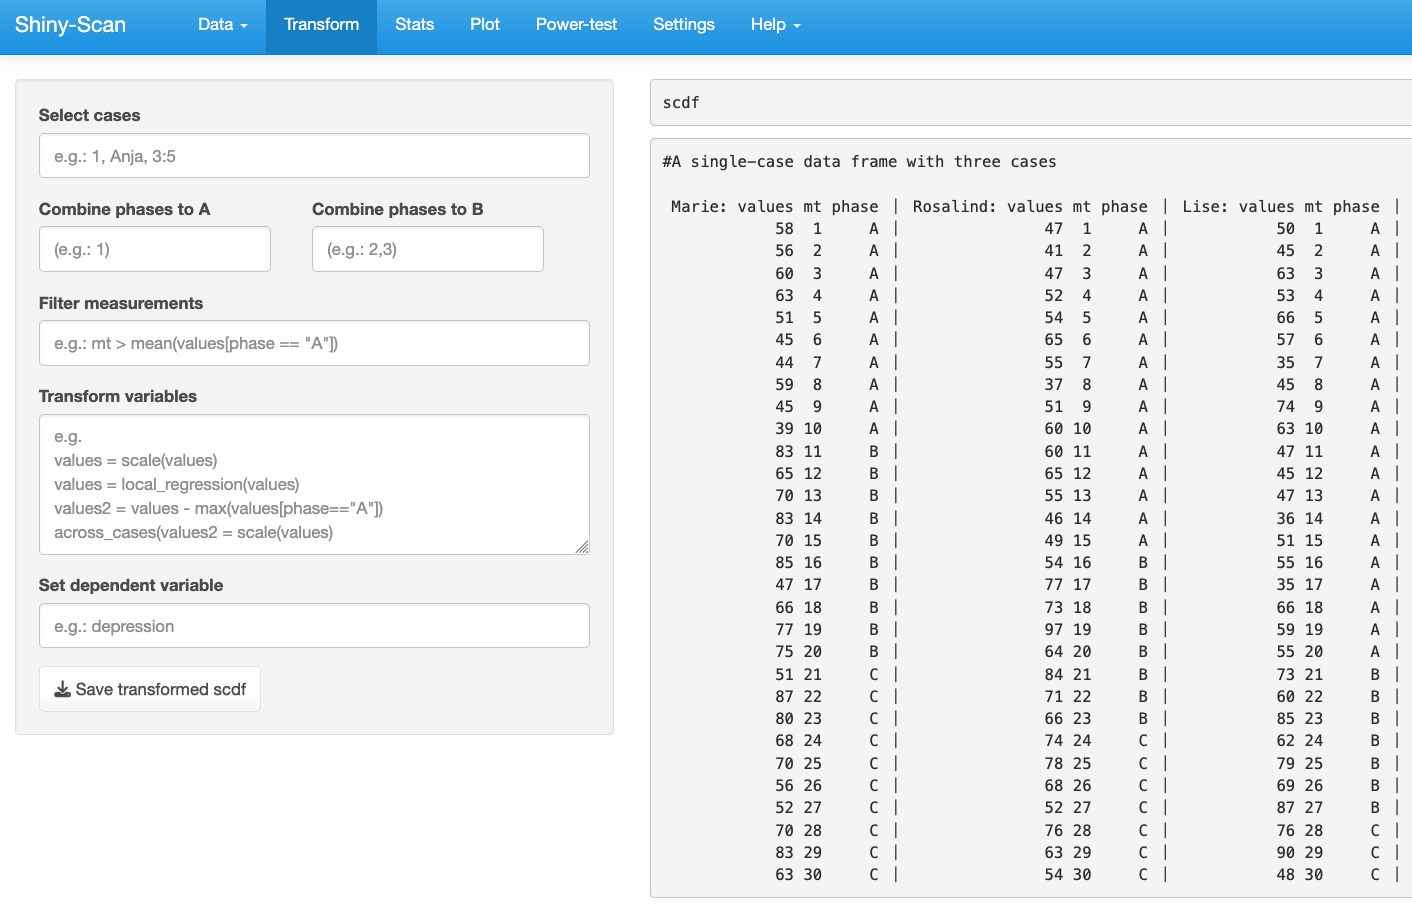 Shiny-Scan Data Transform Stats Plot Power-test Settings Help
Select cases
e.g.: 1, Anja, 3:5
Combine phases to A Combine phases to B
(e.g.: 1) (e.g.: 2,3)
Filter measurements
e.g.: mt > mean(values[phase == "A"])
Transform variables
e.g.
values = scale(values)
values = local_regression(values)
values2 = values - max(values[phase=="A"])
across_cases(values2 = scale(values)
Set dependent variable
e.g.: depression
Save transformed scdf
scdf
#A single-case data frame with three cases
Marie: values mt phase | Rosalind: values mt phase | Lise: values mt phase |
58 1 A | 47 1 A | 50 1 A |
56 2 A | 41 2 A | 45 2 A |
60 3 A | 47 3 A | 63 3 A |
63 4 A | 52 4 A | 53 4 A |
51 5 A | 54 5 A | 66 5 A |
45 6 A | 65 6 A | 57 6 A |
44 7 A | 55 7 A | 35 7 A |
59 8 A | 37 8 A | 45 8 A |
45 9 A | 51 9 A | 74 9 A |
39 10 A | 60 10 A | 63 10 A |
83 11 B | 60 11 A | 47 11 A |
65 12 B | 65 12 A | 45 12 A |
70 13 B | 55 13 A | 47 13 A |
83 14 B | 46 14 A | 36 14 A |
70 15 B | 49 15 A | 51 15 A |
85 16 B | 54 16 B | 55 16 A |
47 17 B | 77 17 B | 35 17 A |
66 18 B | 73 18 B | 66 18 A |
77 19 B | 97 19 B | 59 19 A |
75 20 B | 64 20 B | 55 20 A |
51 21 C | 84 21 B | 73 21 B |
87 22 C | 71 22 B | 60 22 B |
80 23 C | 66 23 B | 85 23 B |
68 24 C | 74 24 C | 62 24 B |
70 25 C | 78 25 C | 79 25 B |
56 26 C | 68 26 C | 69 26 B |
52 27 C | 52 27 C | 87 27 B |
70 28 C | 76 28 C | 76 28 C |
83 29 C | 63 29 C | 90 29 C |
63 30 C | 54 30 C | 48 30 C |